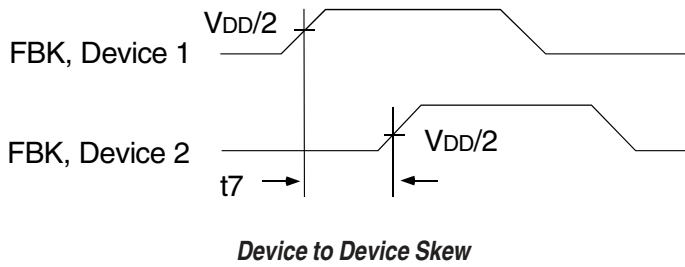 VDD/2
FBK, Device 1
FBK, Device 2
VDD/2
t7
Device to Device Skew